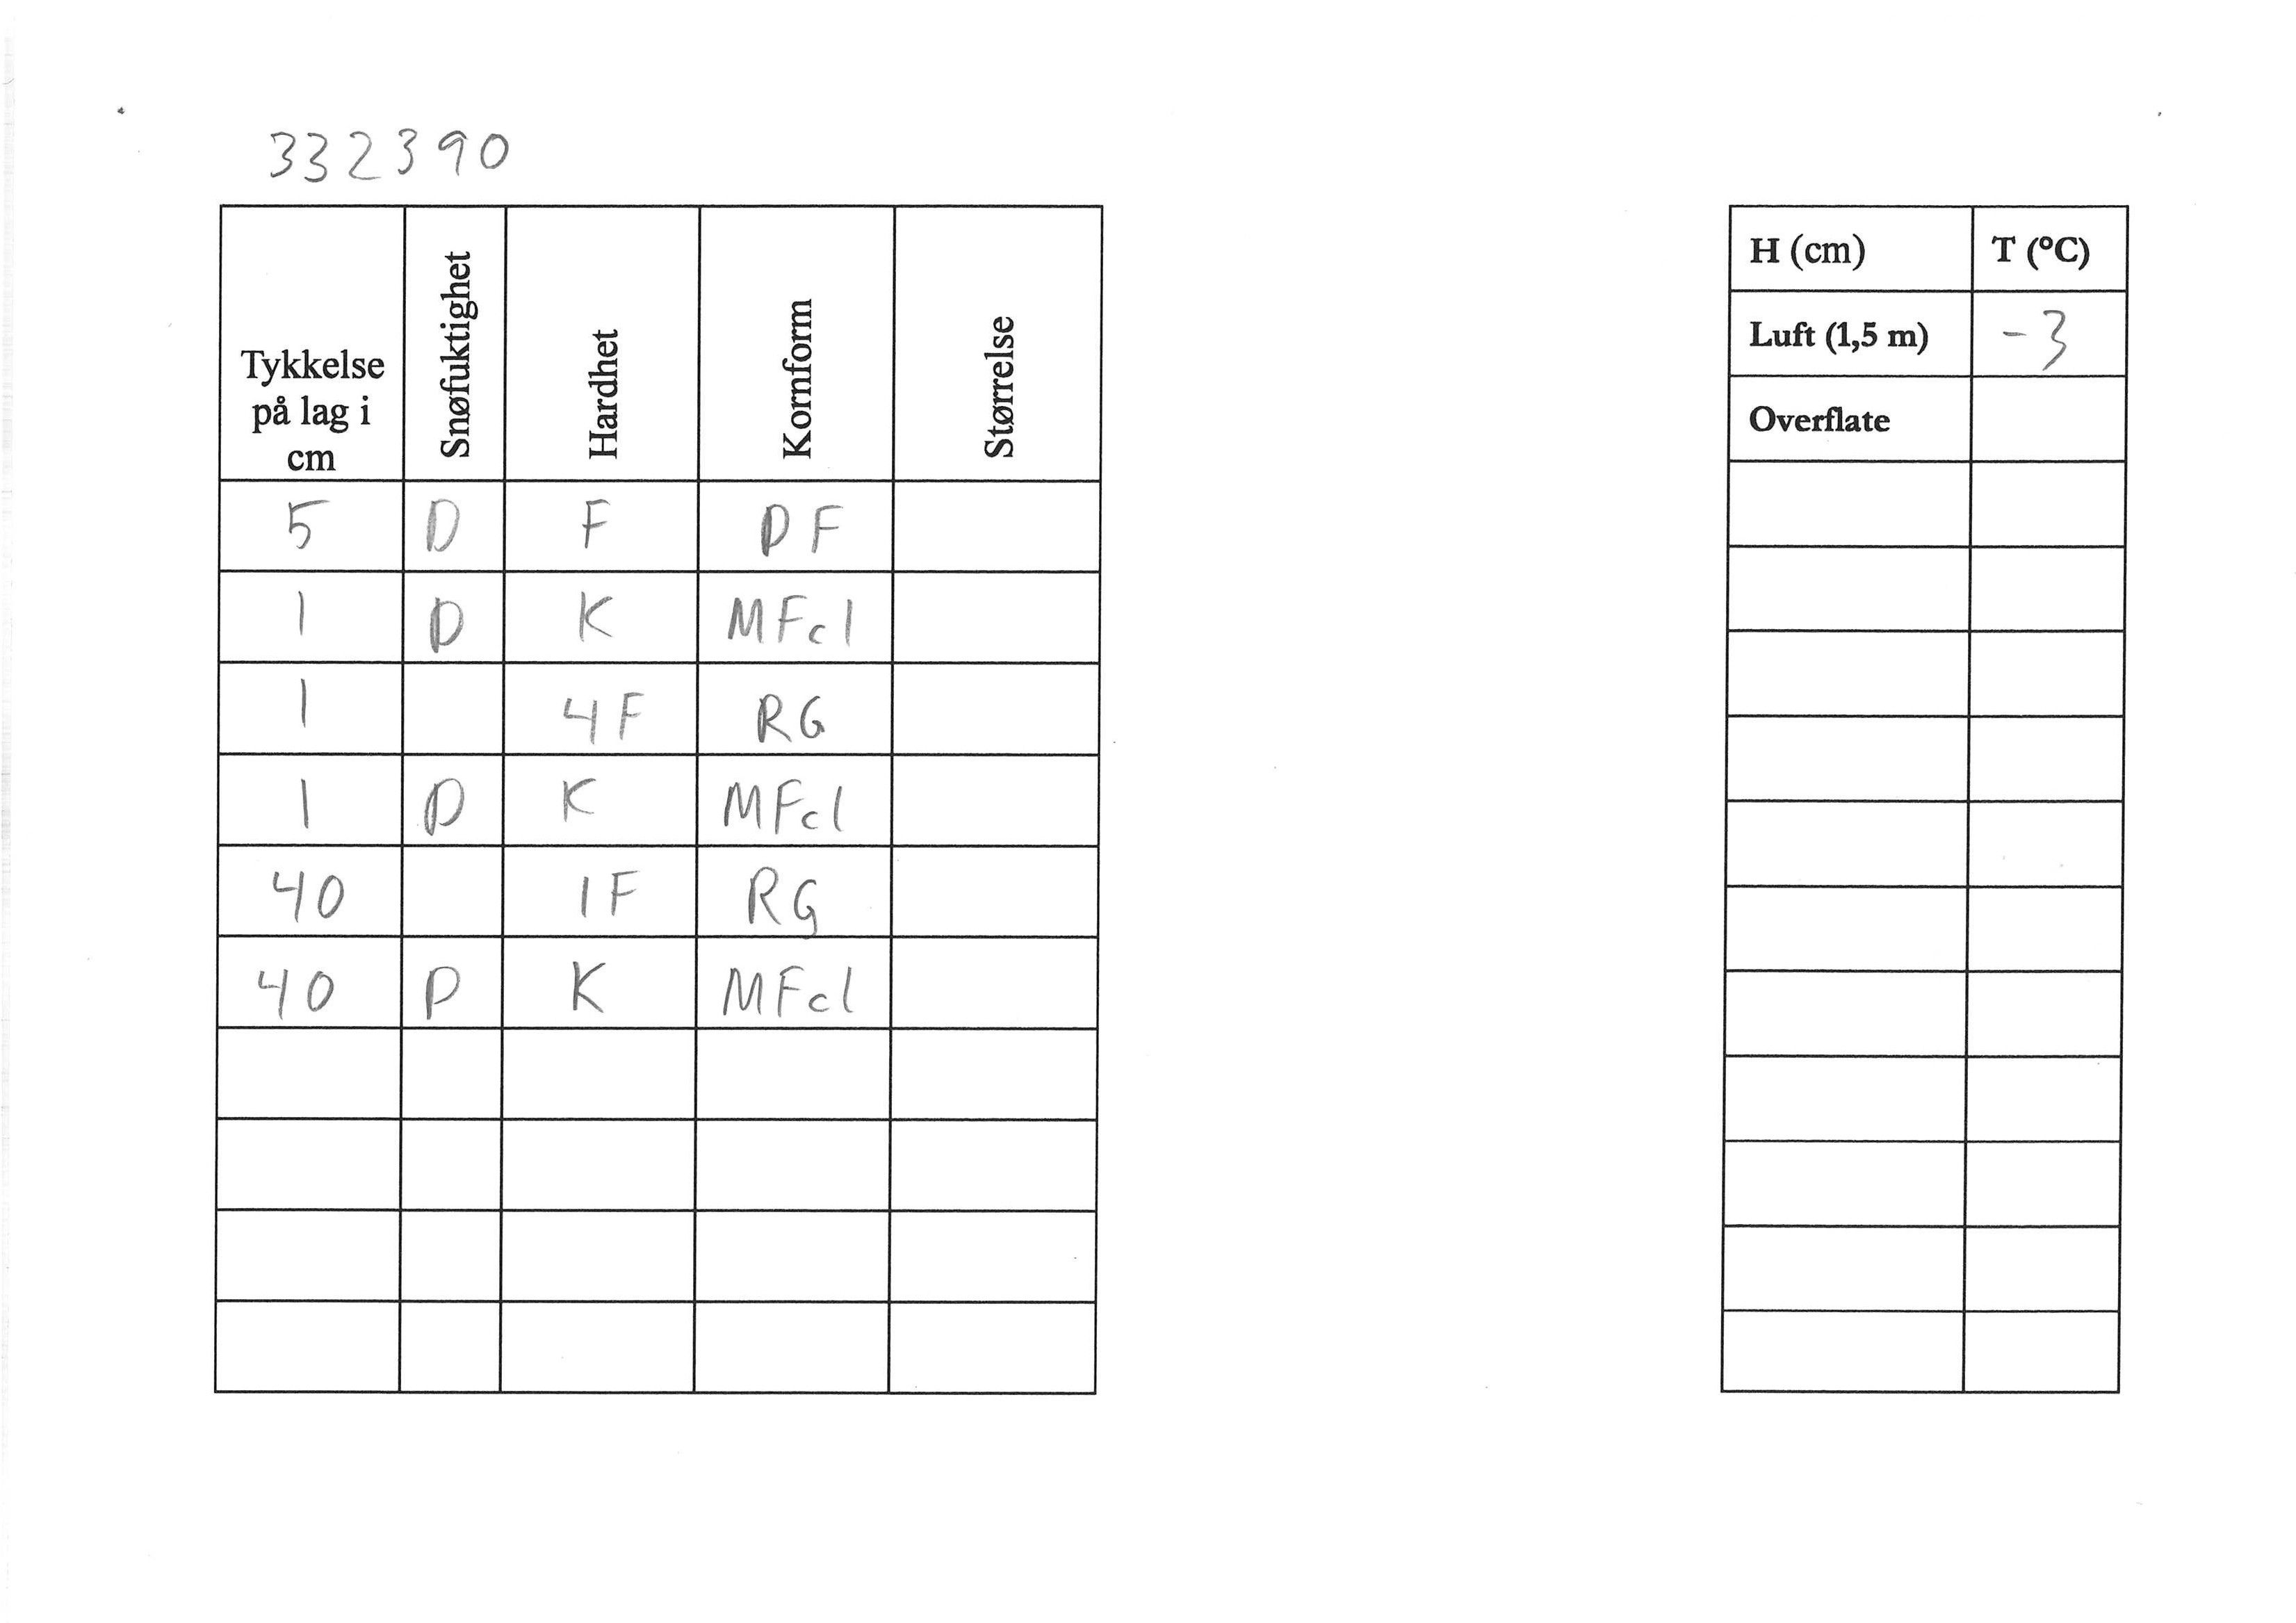 332390
Tykkelse på lag i cm Snøfuktighet Hardhet Kornform Størrelse
5 D F DF
1 D K MFcl
1 4F RG
1 D K MFcl
40 1F RG
40 D K MFcl
H (cm) T (°C)
Luft (1,5 m) -3
Overflate